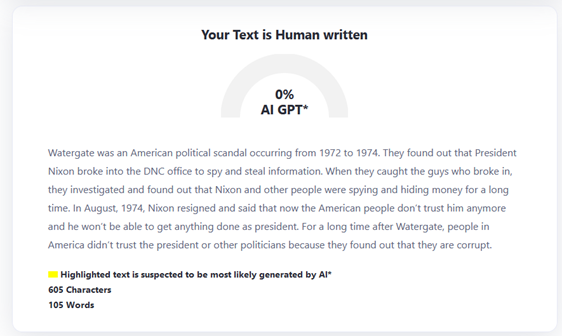 Your Text is Human written
0%
AI GPT*
Watergate was an American political scandal occurring from 1972 to 1974. They found out that President
Nixon broke into the DNC office to spy and steal information. When they caught the guys who broke in,
they investigated and found out that Nixon and other people were spying and hiding money for a long
time. In August, 1974, Nixon resigned and said that now the American people don't trust him anymore
and he won't be able to get anything done as president. For a long time after Watergate, people in
America didn't trust the president or other politicians because they found out that they are corrupt.
Highlighted text is suspected to be most likely generated by AI*
605 Characters
105 Words